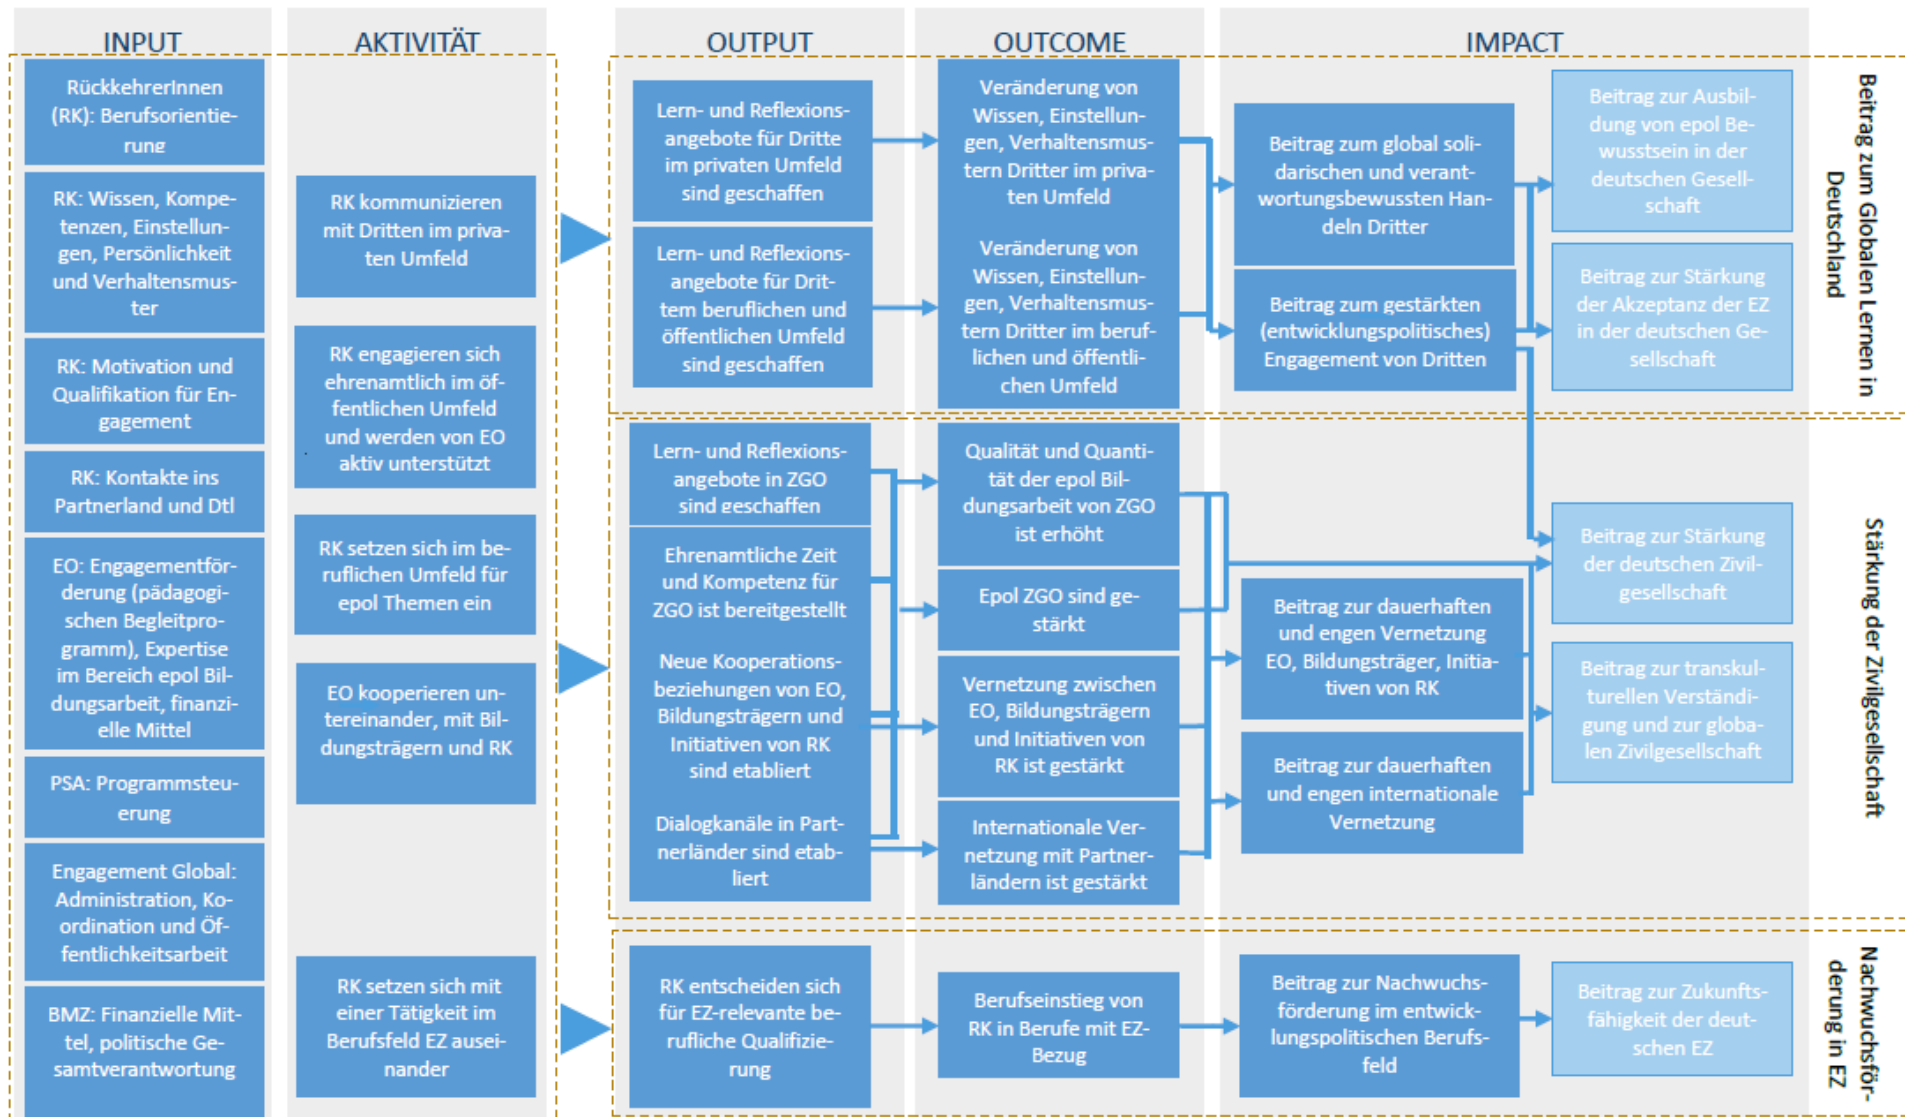 INPUT
AKTIVITÄT
OUTPUT
OUTCOME
IMPACT
RückkehrerInnen
(RK): Berufsorientie-
rung
RK: Wissen, Kompe-
tenzen, Einstellun-
gen, Persönlichkeit
und Verhaltensmus-
ter
RK: Motivation und
Qualifikation für En-
gagement
RK: Kontakte ins
Partnerland und Dtl
EO: Engagementför-
derung (pädagogi-
schen Begleitpro-
gramm), Expertise
im Bereich epol Bil-
dungsarbeit, finanzi-
elle Mittel
PSA: Programmsteu-
erung
Engagement Global:
Administration, Ko-
ordination und Öf-
fentlichkeitsarbeit
BMZ: Finanzielle Mit-
tel, politische Ge-
samtverantwortung
RK kommunizieren
mit Dritten im priva-
ten Umfeld
RK engagieren sich
ehrenamtlich im öf-
fentlichen Umfeld
und werden von EO
aktiv unterstützt
RK setzen sich im be-
ruflichen Umfeld für
epol Themen ein
EO kooperieren un-
tereinander, mit Bil-
dungsträgern und RK
RK setzen sich mit
einer Tätigkeit im
Berufsfeld EZ ausei-
nander
Lern- und Reflexions-
angebote für Dritte
im privaten Umfeld
sind geschaffen
Lern- und Reflexions-
angebote für Drit-
tem beruflichen und
öffentlichen Umfeld
sind geschaffen
Veränderung von
Wissen, Einstellun-
gen, Verhaltensmus-
tern Dritter im priva-
ten Umfeld
Veränderung von
Wissen, Einstellun-
gen, Verhaltensmus-
tern Dritter im beruf-
lichen und öffentli-
chen Umfeld
Beitrag zum global soli-
darischen und verant-
wortungsbewussten Han-
deln Dritter
Beitrag zum gestärkten
(entwicklungspolitisches)
Engagement von Dritten
Beitrag zur Ausbil-
dung von epol Be-
wusstsein in der
deutschen Gesell-
schaft
Beitrag zur Stärkung
der Akzeptanz der EZ
in der deutschen Ge-
sellschaft
Beitrag zum Globalen Lernen in
Deutschland
Lern- und Reflexions-
angebote in ZGO
sind geschaffen
Ehrenamtliche Zeit
und Kompetenz für
ZGO ist bereitgestellt
Neue Kooperations-
beziehungen von EO,
Bildungsträgern und
Initiativen von RK
sind etabliert
Dialogkanäle in Part-
nerländer sind etab-
liert
Qualität und Quanti-
tät der epol Bil-
dungsarbeit von ZGO
ist erhöht
Epol ZGO sind ge-
stärkt
Vernetzung zwischen
EO, Bildungsträgern
und Initiativen von
RK ist gestärkt
Internationale Ver-
netzung mit Partner-
ländern ist gestärkt
Beitrag zur dauerhaften
und engen Vernetzung
EO, Bildungsträger, Initia-
tiven von RK
Beitrag zur dauerhaften
und engen internationale
Vernetzung
Beitrag zur Stärkung
der deutschen Zivil-
gesellschaft
Beitrag zur transkul-
turellen Verständi-
gung und zur globa-
len Zivilgesellschaft
Stärkung der Zivilgesellschaft
RK entscheiden sich
für EZ-relevante be-
rufliche Qualifizie-
rung
Berufseinstieg von
RK in Berufe mit EZ-
Bezug
Beitrag zur Nachwuchs-
förderung im entwick-
lungspolitischen Berufs-
feld
Beitrag zur Zukunfts-
fähigkeit der deut-
schen EZ
Nachwuchsför-
derung in EZ